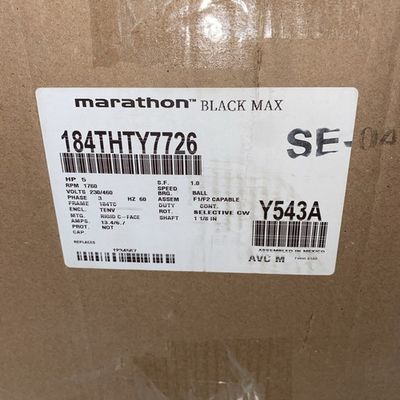 marathon™ BLACK MAX
184THTY7726
SE-04
HP 5 S.F. 1.0
RPM 1760 SPEED
VOLTS 230/460 BRG. BALL
PHASE 3 HZ 60 ASSEM F1/F2 CAPABLE
FRAME 184TC DUTY CONT.
ENCL. TENV ROT. SELECTIVE CW
MTG. RIGID C-FACE SHAFT 1 1/8 IN
AMPS. 13.4/6.7
PROT. NOT
CAP.
Y543A
REPLACES
1234567
ASSEMBLED IN MEXICO
AVC M